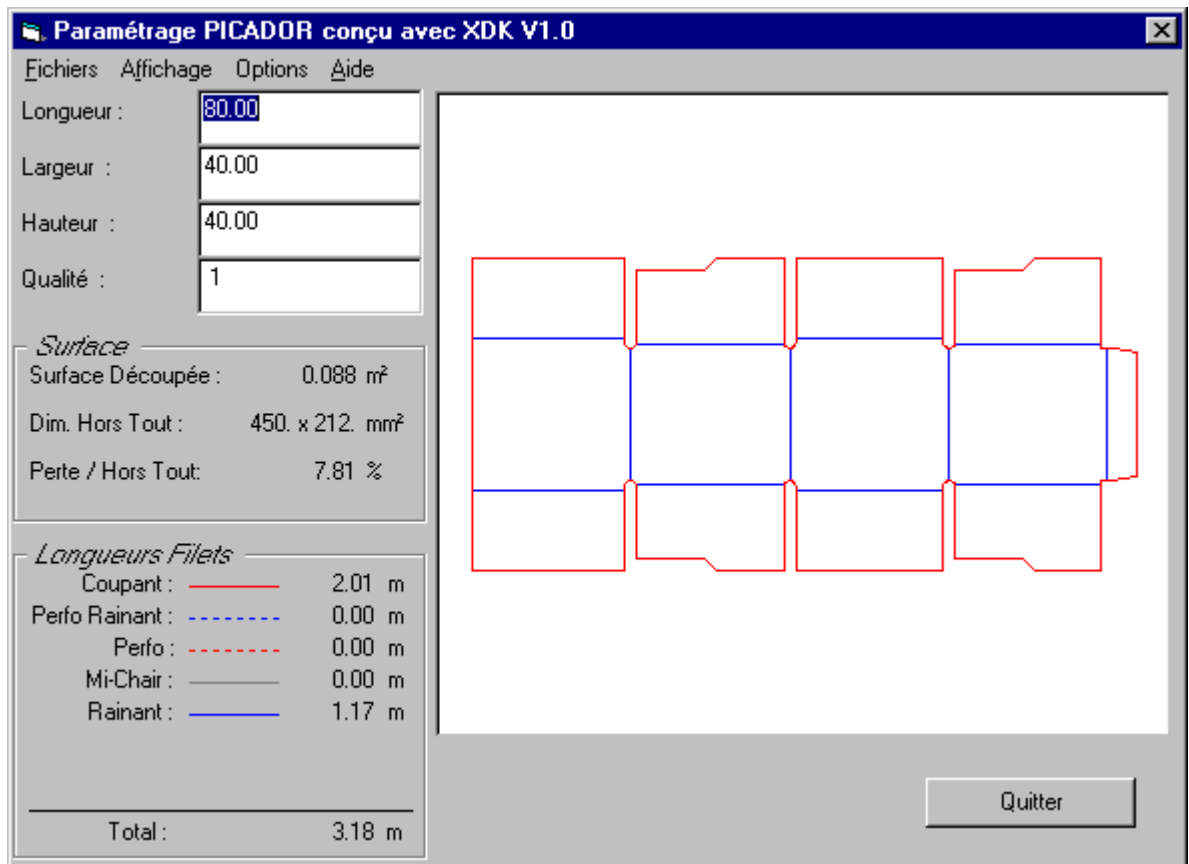 Paramétrage PICADOR conçu avec XDK V1.0
Fichiers Affichage Options Aide
Longueur : 80.00
Largeur : 40.00
Hauteur : 40.00
Qualité : 1
Surface
Surface Découpée : 0.088 m²
Dim. Hors Tout : 450. x 212. mm²
Perte / Hors Tout: 7.81 %
Longueurs Filets
Coupant : 2.01 m
Perfo Rainant : 0.00 m
Perfo : 0.00 m
Mi-Chair : 0.00 m
Rainant : 1.17 m
Total : 3.18 m
Quitter